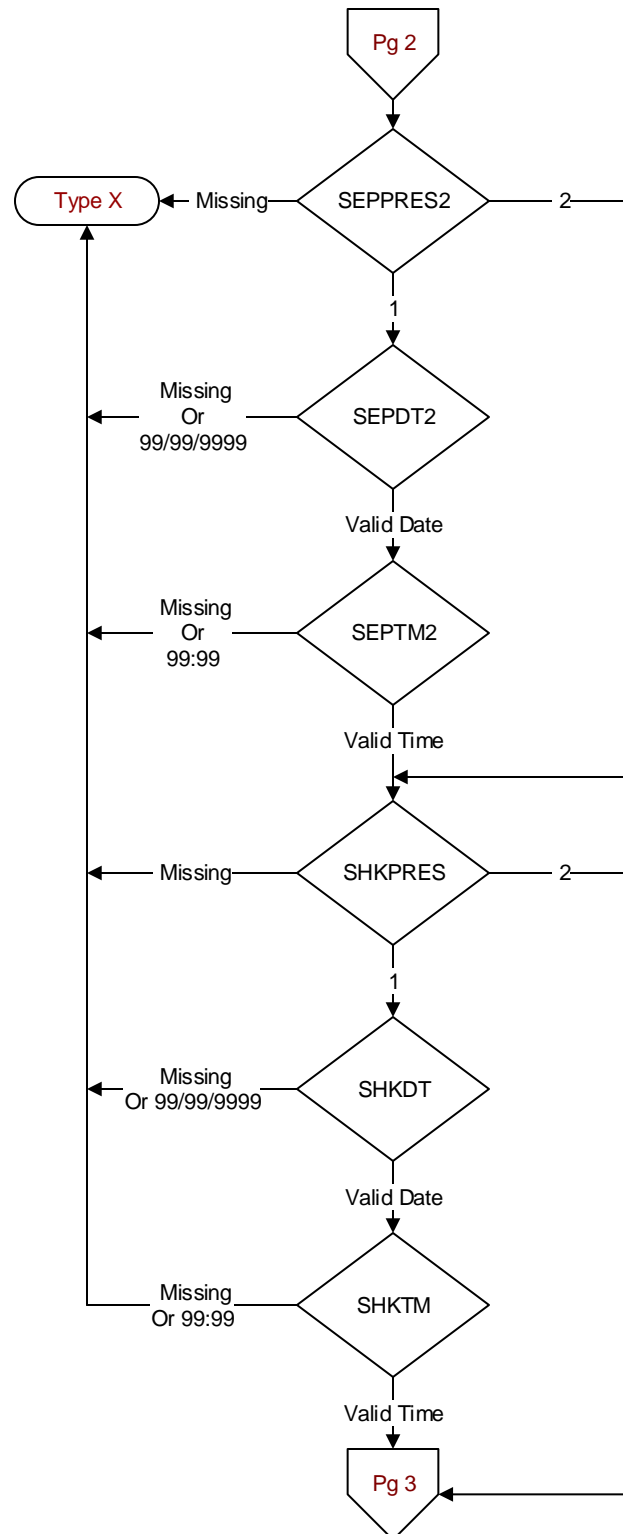 Pg 2
Type X
Missing
SEPPRES2
2
1
Missing
Or
99/99/9999
SEPDT2
Valid Date
Missing
Or
99:99
SEPTM2
Valid Time
Missing
SHKPRES
2
1
Missing
Or 99/99/9999
SHKDT
Valid Date
Missing
Or 99:99
SHKTM
Valid Time
Pg 3